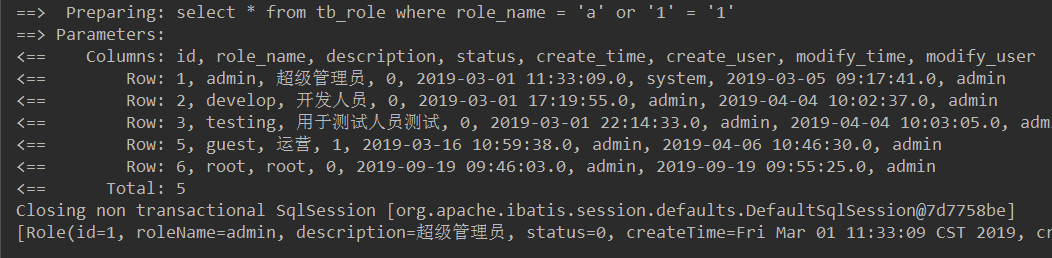 ==>  Preparing: select * from tb_role where role_name = 'a' or '1' = '1'
==> Parameters:
<==    Columns: id, role_name, description, status, create_time, create_user, modify_time, modify_user
<==        Row: 1, admin, 超级管理员, 0, 2019-03-01 11:33:09.0, system, 2019-03-05 09:17:41.0, admin
<==        Row: 2, develop, 开发人员, 0, 2019-03-01 17:19:55.0, admin, 2019-04-04 10:02:37.0, admin
<==        Row: 3, testing, 用于测试人员测试, 0, 2019-03-01 22:14:33.0, admin, 2019-04-04 10:03:05.0, adm
<==        Row: 5, guest, 运营, 1, 2019-03-16 10:59:38.0, admin, 2019-04-06 10:46:30.0, admin
<==        Row: 6, root, root, 0, 2019-09-19 09:46:03.0, admin, 2019-09-19 09:55:25.0, admin
<==      Total: 5
Closing non transactional SqlSession [org.apache.ibatis.session.defaults.DefaultSqlSession@7d7758be]
[Role(id=1, roleName=admin, description=超级管理员, status=0, createTime=Fri Mar 01 11:33:09 CST 2019, cr